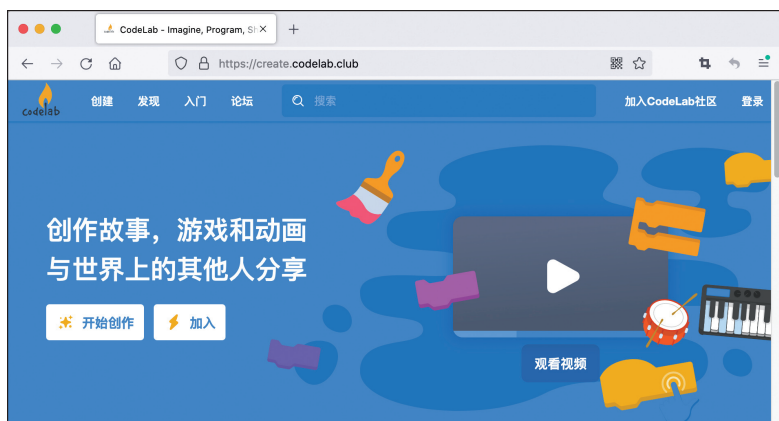 CodeLab - Imagine, Program, Sh
https://create.codelab.club
codelab
创建 发现 入门 论坛 搜索 加入CodeLab社区 登录
创作故事，游戏和动画
与世界上的其他人分享
开始创作 加入
观看视频